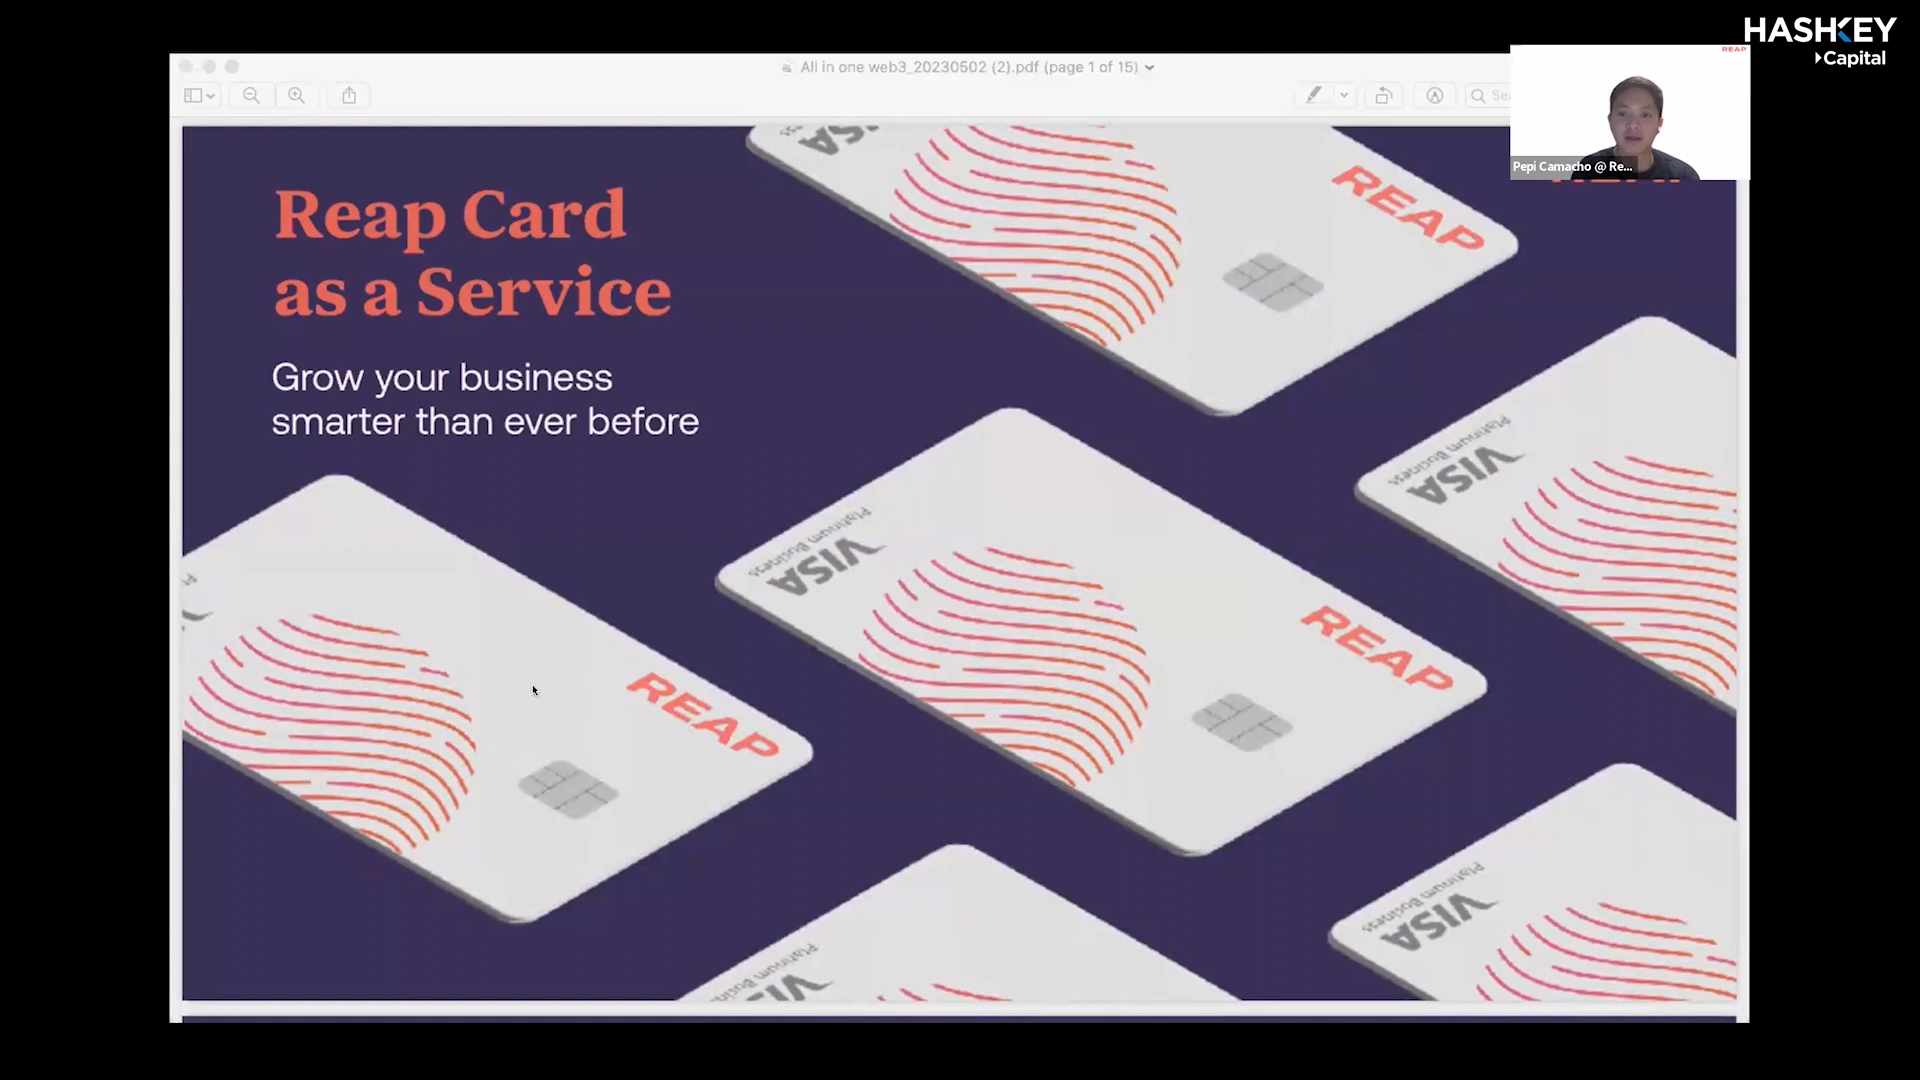 HASHKEY
Capital
All in one web3_20230502 (2).pdf (page 1 of 15)
REAP
Pepi Camacho @ Re...
Reap Card
as a Service
Grow your business
smarter than ever before
VISA
REAP
Platinum Business
VISA
Platinum Business
VISA
REAP
REAP
Platinum Business
VISA
Platinum Business
VISA